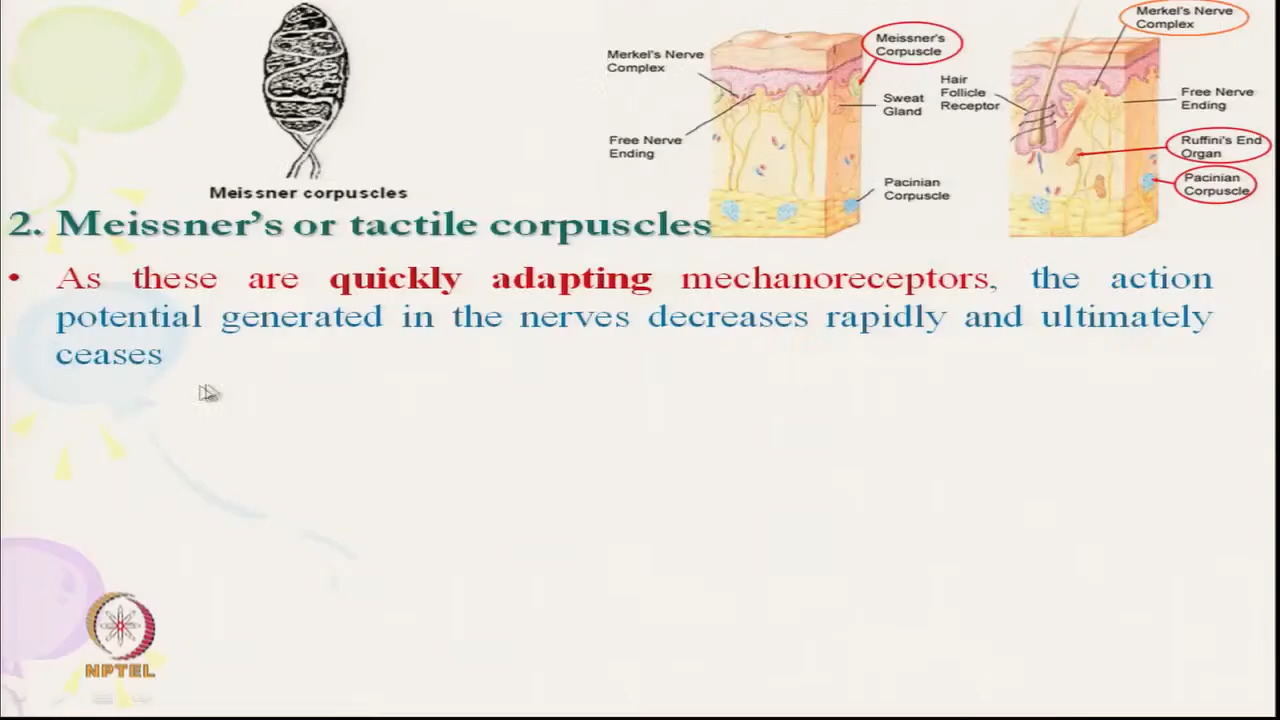 Meissner corpuscles
Merkel's Nerve
Complex
Free Nerve
Ending
Meissner's
Corpuscle
Sweat
Gland
Pacinian
Corpuscle
Hair
Follicle
Receptor
Merkel's Nerve
Complex
Free Nerve
Ending
Ruffini's End
Organ
Pacinian
Corpuscle
2. Meissner's or tactile corpuscles
• As these are quickly adapting mechanoreceptors, the action
potential generated in the nerves decreases rapidly and ultimately
ceases
NPTEL